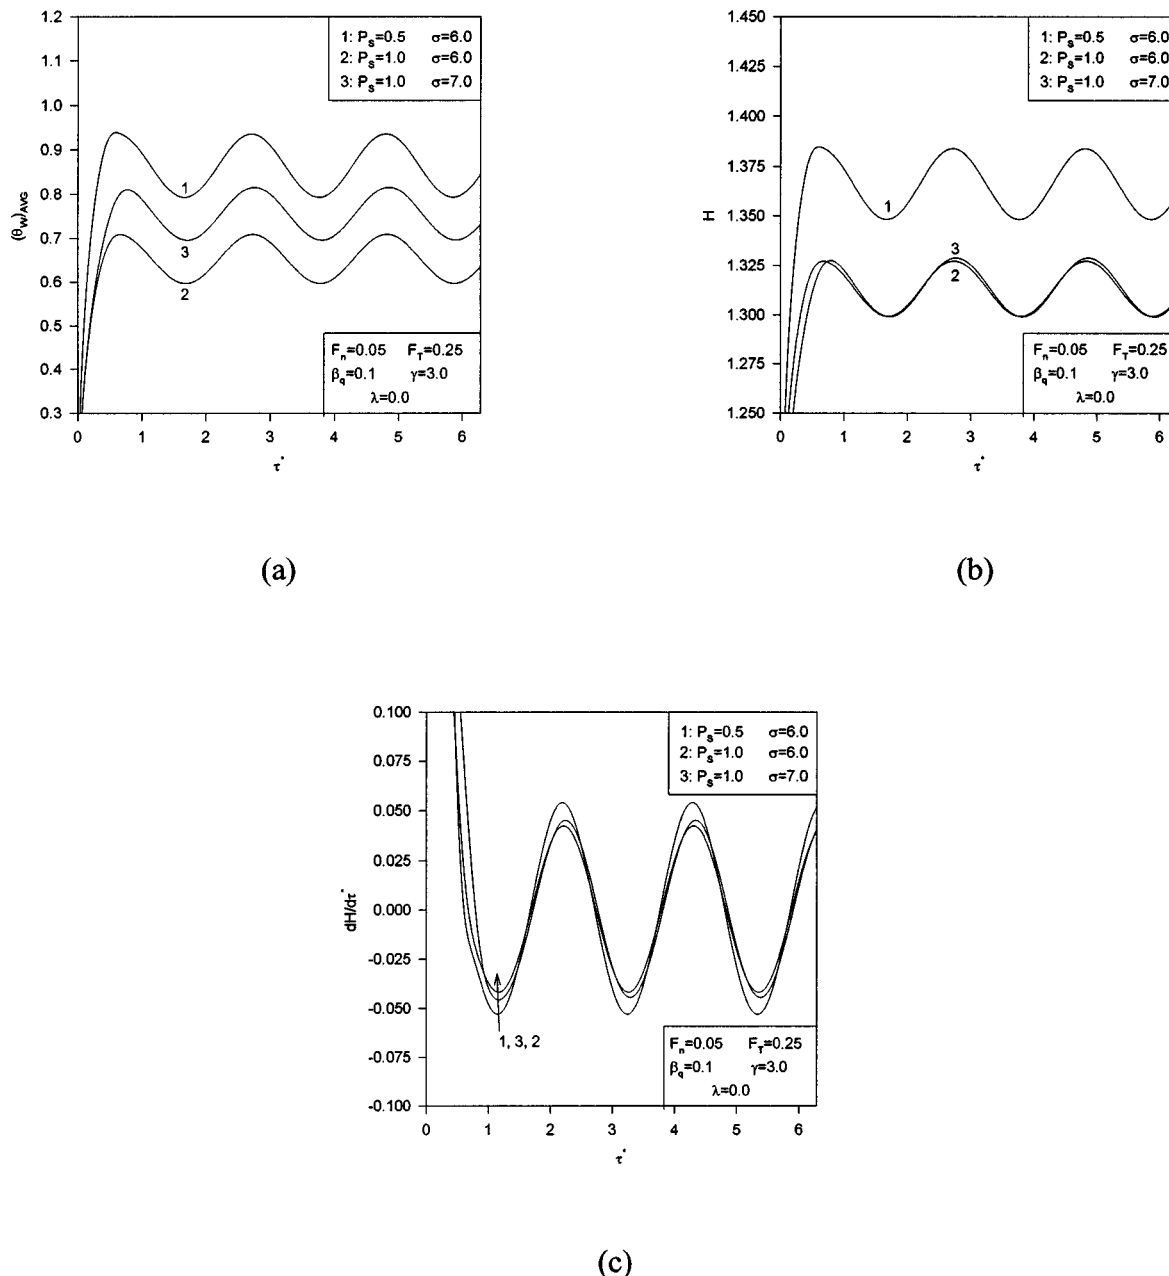 1.2
1.1
1.0
0.9
0.8
0.7
0.6
0.5
0.4
0.3
(θW)AVG
0 1 2 3 4 5 6
τ*
1: PS=0.5 σ=6.0
2: PS=1.0 σ=6.0
3: PS=1.0 σ=7.0
1
3
2
Fn=0.05 FT=0.25
βq=0.1 γ=3.0
λ=0.0
(a)
1.450
1.425
1.400
1.375
1.350
1.325
1.300
1.275
1.250
H
0 1 2 3 4 5 6
τ*
1: PS=0.5 σ=6.0
2: PS=1.0 σ=6.0
3: PS=1.0 σ=7.0
1
3
2
Fn=0.05 FT=0.25
βq=0.1 γ=3.0
λ=0.0
(b)
0.100
0.075
0.050
0.025
0.000
-0.025
-0.050
-0.075
-0.100
dH/dτ*
0 1 2 3 4 5 6
τ*
1: PS=0.5 σ=6.0
2: PS=1.0 σ=6.0
3: PS=1.0 σ=7.0
1, 3, 2
Fn=0.05 FT=0.25
βq=0.1 γ=3.0
λ=0.0
(c)